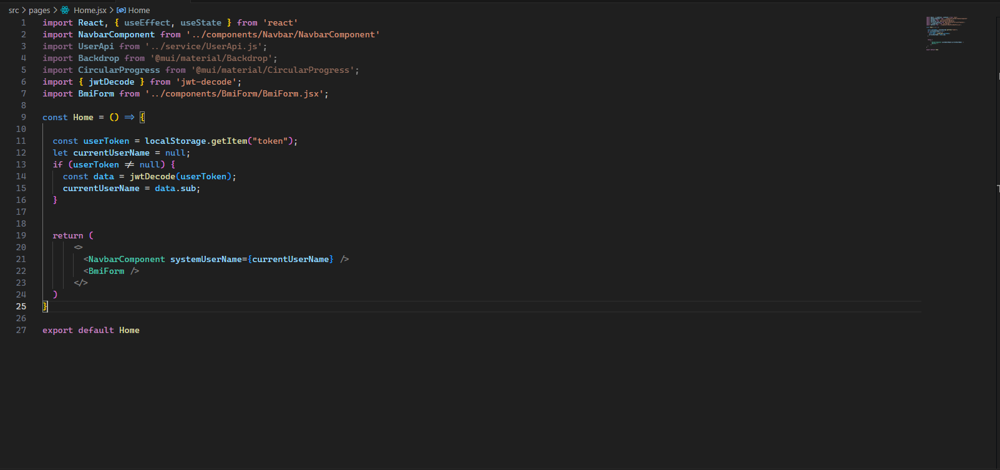 src > pages > Home.jsx > Home
1 import React, { useEffect, useState } from 'react'
2 import NavbarComponent from '../components/Navbar/NavbarComponent'
3 import UserApi from '../service/UserApi.js';
4 import Backdrop from '@mui/material/Backdrop';
5 import CircularProgress from '@mui/material/CircularProgress';
6 import { jwtDecode } from 'jwt-decode';
7 import BmiForm from '../components/BmiForm/BmiForm.jsx';
8
9 const Home = () => {
10
11   const userToken = localStorage.getItem("token");
12   let currentUserName = null;
13   if (userToken != null) {
14     const data = jwtDecode(userToken);
15     currentUserName = data.sub;
16   }
17
18
19   return (
20       <>
21         <NavbarComponent systemUserName={currentUserName} />
22         <BmiForm />
23       </>
24   )
25 }
26
27 export default Home